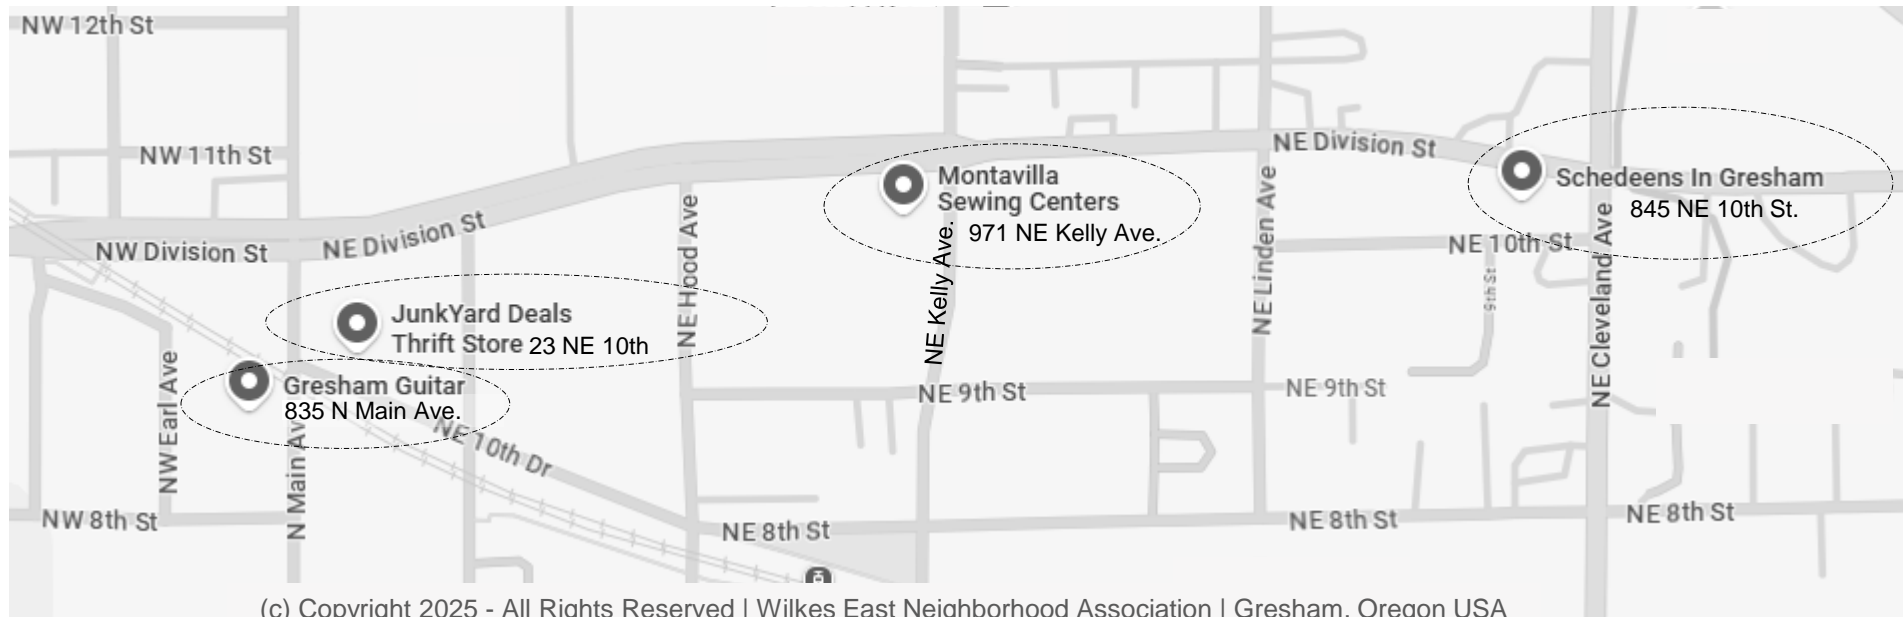 NW 12th St
NW 11th St
NE Division St
Montavilla
Sewing Centers
971 NE Kelly Ave.
NE Kelly Ave.
Schedeens In Gresham
845 NE 10th St.
NE Linden Ave
NE Hood Ave
NW Division St
NE Division St
NE 10th St
9th St
NE Cleveland Ave
JunkYard Deals
Thrift Store 23 NE 10th
Gresham Guitar
835 N Main Ave.
NW Earl Ave
N Main Av
NE 10th Dr
NE 9th St
NE 9th St
NW 8th St
NE 8th St
NE 8th St
NE 8th St
(c) Copyright 2025 - All Rights Reserved | Wilkes East Neighborhood Association | Gresham, Oregon USA